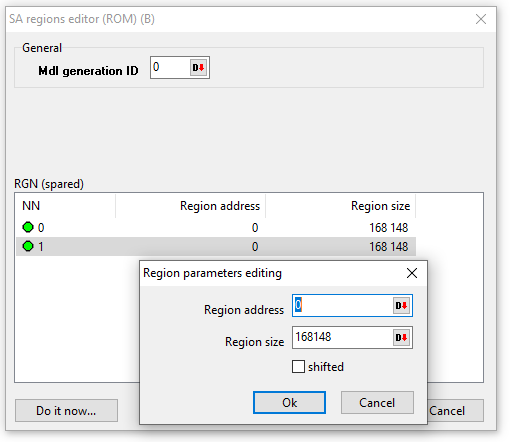 SA regions editor (ROM) (B)
General
Mdl generation ID 0 D
RGN (spared)
NN Region address Region size
0 0 168 148
1 0 168 148
Region parameters editing
Region address 0 D
Region size 168148 D
shifted
Ok Cancel
Do it now... Cancel